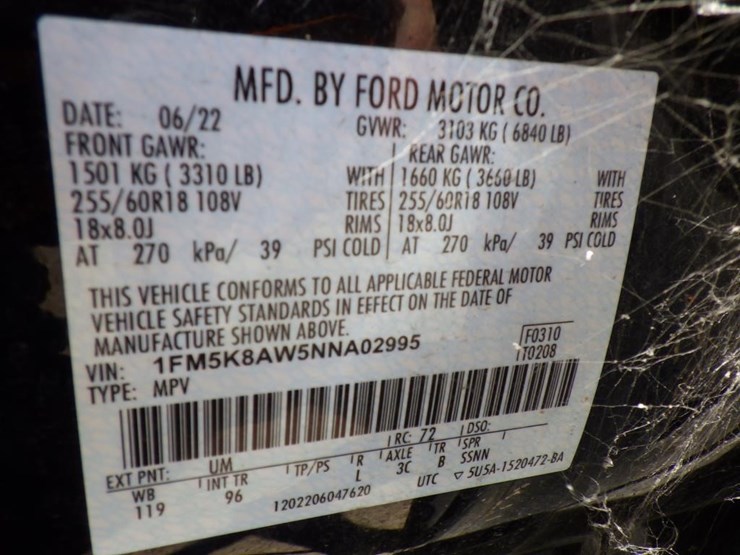 MFD. BY FORD MOTOR CO.
DATE: 06/22 GVWR: 3103 KG ( 6840 LB)
FRONT GAWR: REAR GAWR:
1501 KG ( 3310 LB) WITH 1660 KG ( 3660 LB) WITH
255/60R18 108V TIRES 255/60R18 108V TIRES
18x8.0J RIMS 18x8.0J RIMS
AT 270 kPa/ 39 PSI COLD AT 270 kPa/ 39 PSI COLD
THIS VEHICLE CONFORMS TO ALL APPLICABLE FEDERAL MOTOR
VEHICLE SAFETY STANDARDS IN EFFECT ON THE DATE OF
MANUFACTURE SHOWN ABOVE.
VIN: 1FM5K8AW5NNA02995 F0310
TYPE: MPV IT0208
EXT PNT: UM RC: 72 DSO:
WB INT TR TP/PS R AXLE TR SPR
119 96 L 3C B SSNN
1202206047620 UTC ▽ 5U5A-1520472-BA